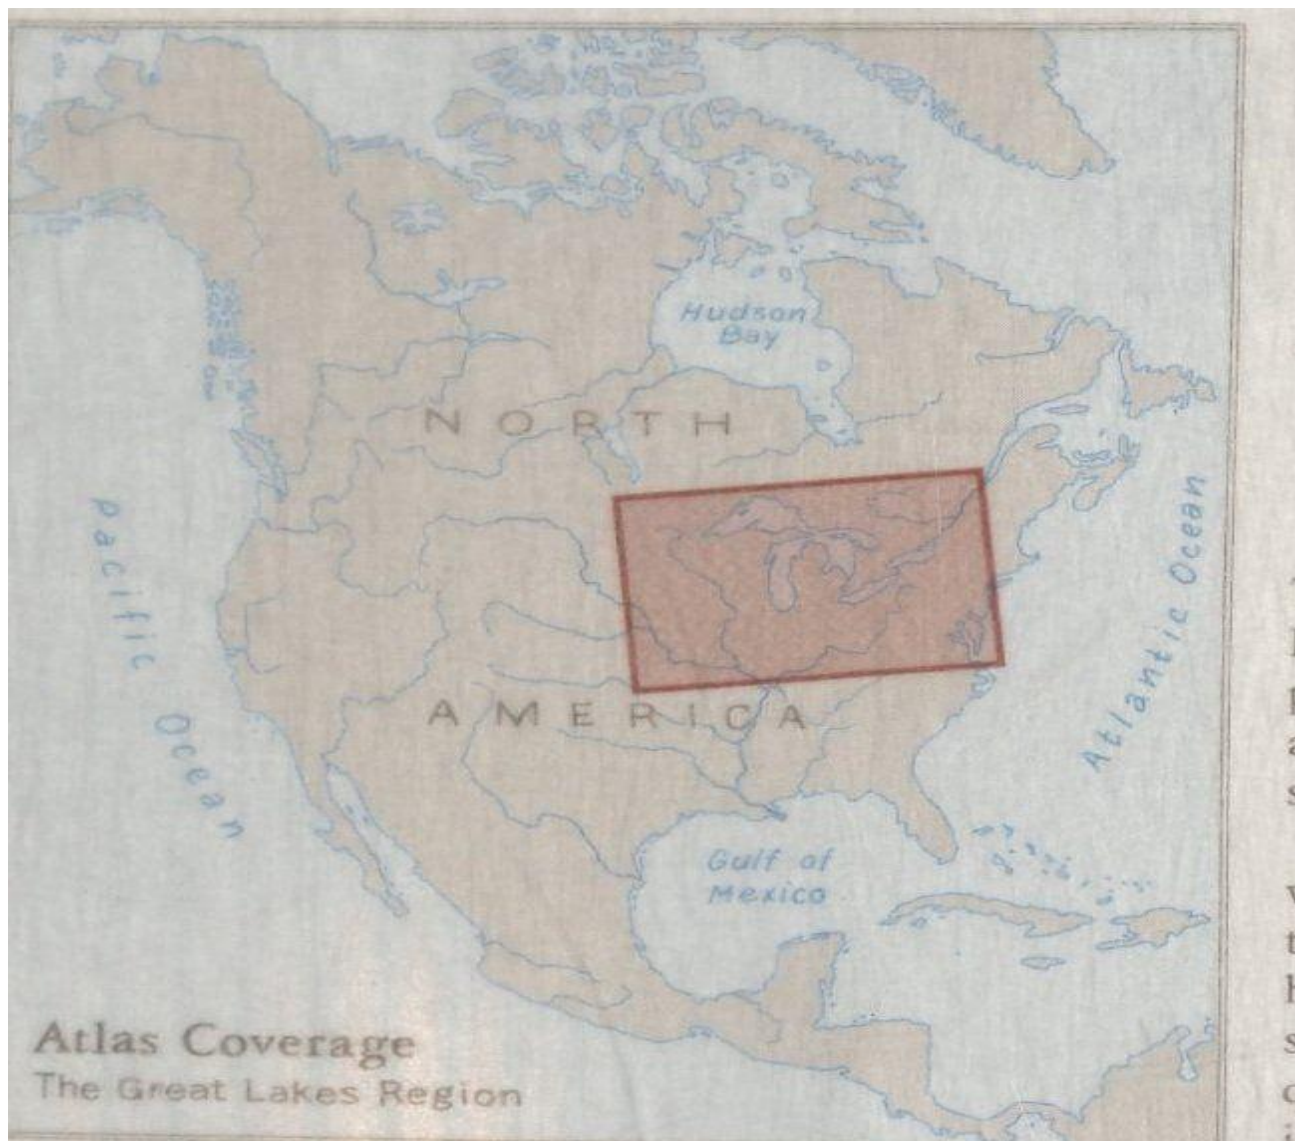 Hudson
Bay
NORTH
Pacific Ocean
Atlantic Ocean
AMERICA
Gulf of
Mexico
Atlas Coverage
The Great Lakes Region